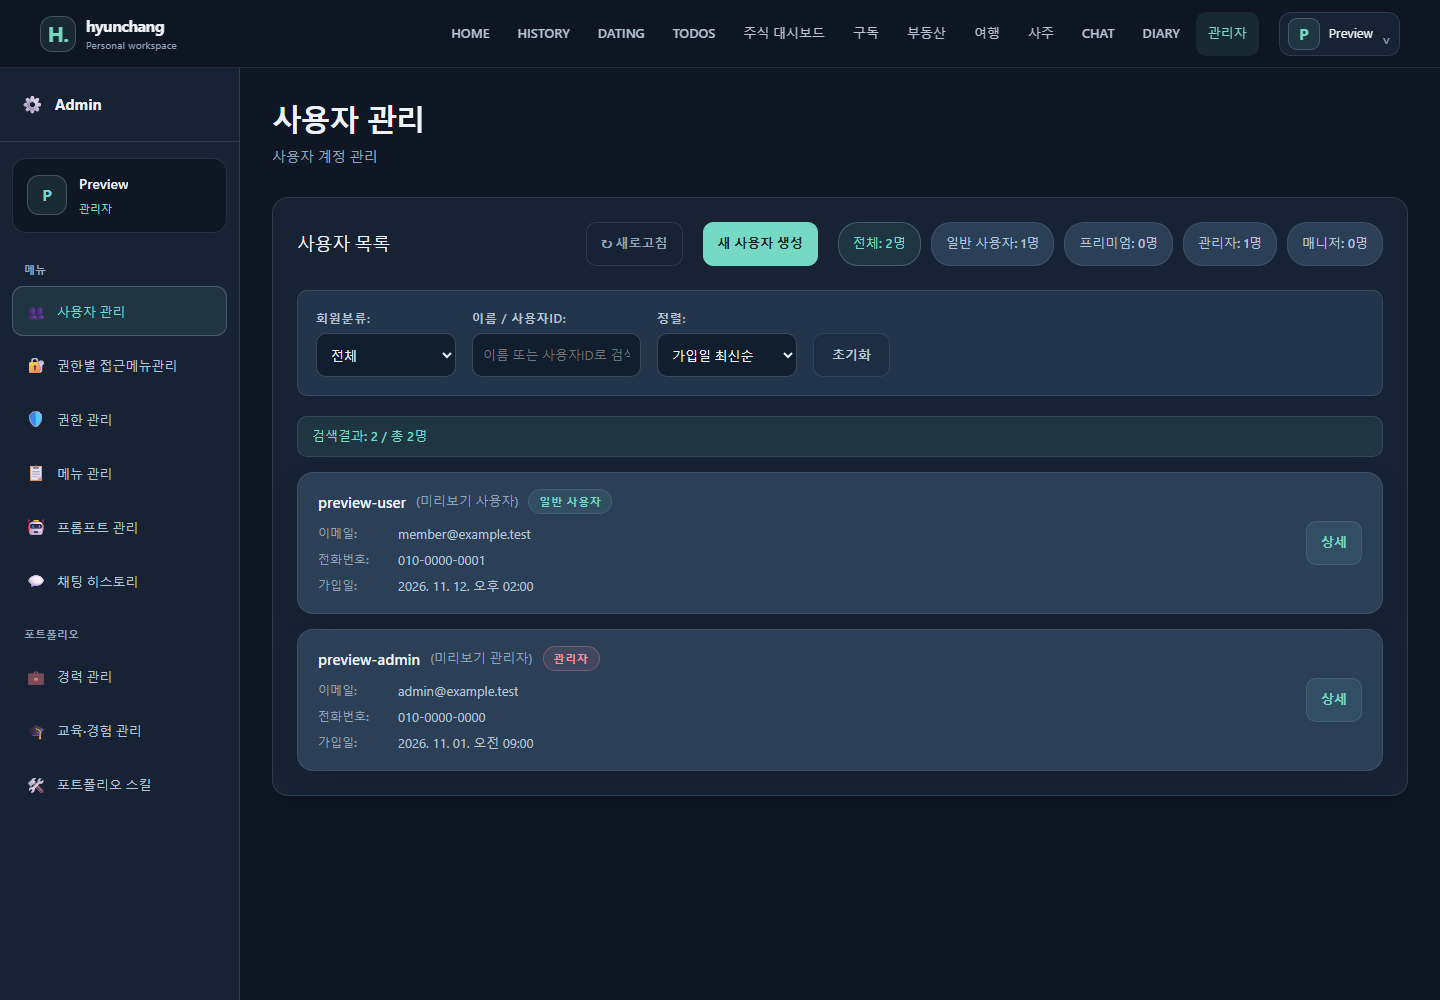 H.
hyunchang
Personal workspace
HOME HISTORY DATING TODOS 주식 대시보드 구독 부동산 여행 사주 CHAT DIARY 관리자
P Preview v
Admin
P
Preview
관리자
메뉴
사용자 관리
권한별 접근메뉴관리
권한 관리
메뉴 관리
프롬프트 관리
채팅 히스토리
포트폴리오
경력 관리
교육·경험 관리
포트폴리오 스킬
사용자 관리
사용자 계정 관리
사용자 목록
↻ 새로고침 새 사용자 생성 전체: 2명 일반 사용자: 1명 프리미엄: 0명 관리자: 1명 매니저: 0명
회원분류: 이름 / 사용자ID: 정렬:
전체 이름 또는 사용자ID로 검색 가입일 최신순 초기화
검색결과: 2 / 총 2명
preview-user (미리보기 사용자) 일반 사용자
이메일: member@example.test
전화번호: 010-0000-0001
가입일: 2026. 11. 12. 오후 02:00
상세
preview-admin (미리보기 관리자) 관리자
이메일: admin@example.test
전화번호: 010-0000-0000
가입일: 2026. 11. 01. 오전 09:00
상세